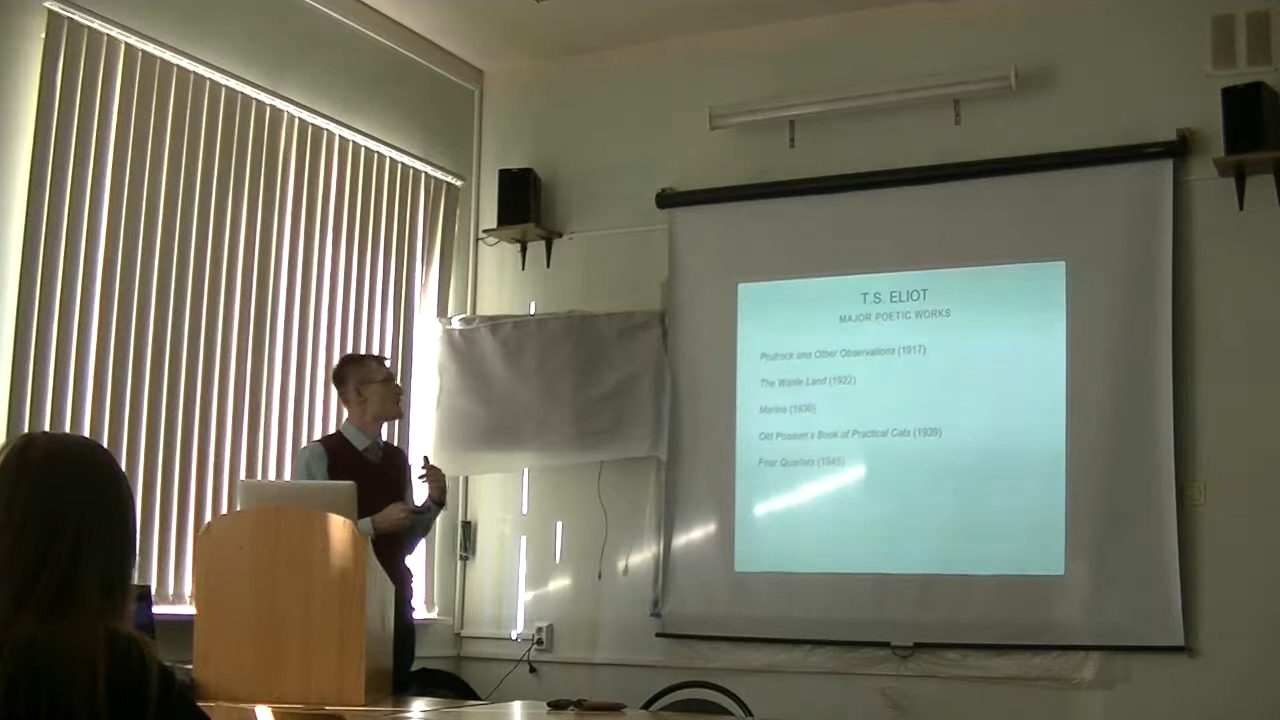 T.S. ELIOT
MAJOR POETIC WORKS
Prufrock and Other Observations (1917)
The Waste Land (1922)
Marina (1930)
Old Possum's Book of Practical Cats (1939)
Four Quartets (1945)